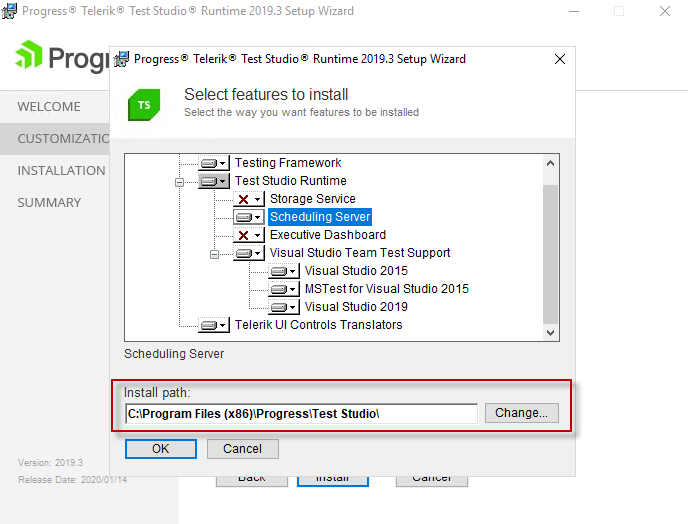 Progress® Telerik® Test Studio® Runtime 2019.3 Setup Wizard
WELCOME
INSTALLATION
SUMMARY
Version: 2019.3
Release Date: 2020/01/14
Progress® Telerik® Test Studio® Runtime 2019.3 Setup Wizard
TS
Select features to install
Select the way you want features to be installed
Testing Framework
Test Studio Runtime
Storage Service
Scheduling Server
Executive Dashboard
Visual Studio Team Test Support
Visual Studio 2015
MSTest for Visual Studio 2015
Visual Studio 2019
Telerik UI Controls Translators
Scheduling Server
Install path:
C:\Program Files (x86)\Progress\Test Studio\
Change...
OK Cancel
Back Install Cancel